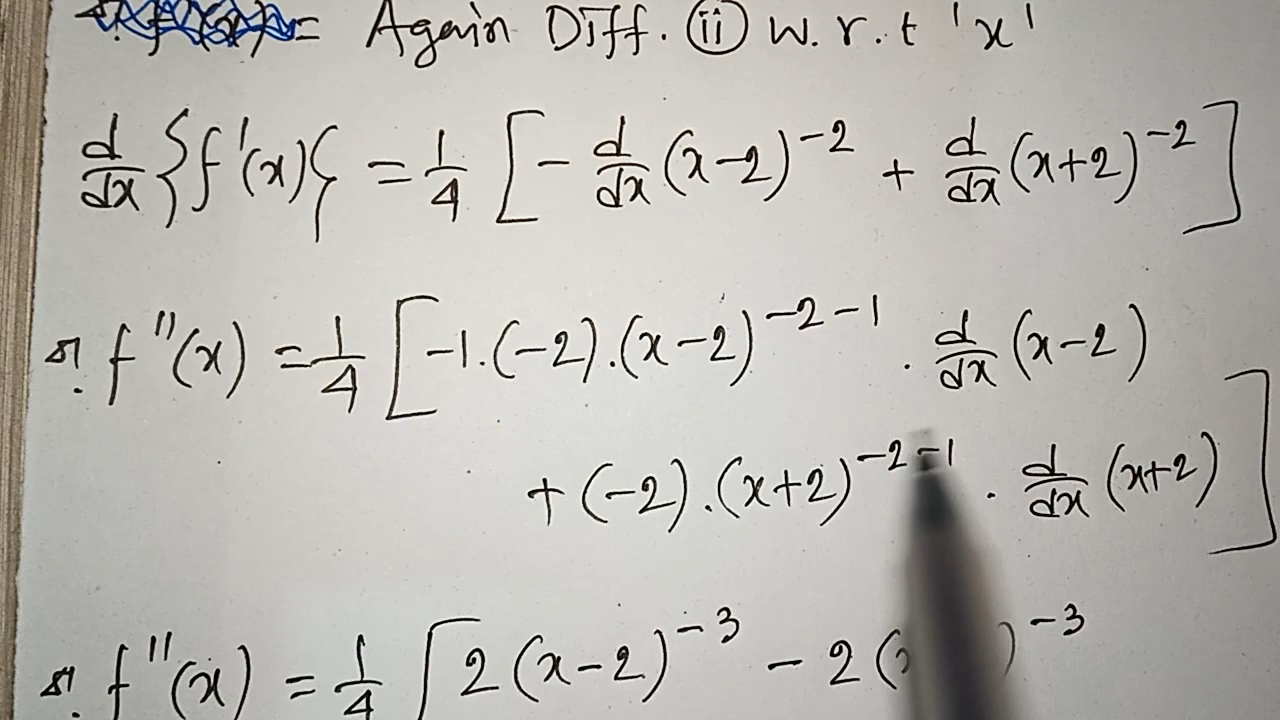 = Again Diff. ⓘⓘ w.r.t 'x'
d/dx {f'(x)} = 1/4 [ - d/dx (x-2)^-2 + d/dx (x+2)^-2 ]
f''(x) = 1/4 [ -1.(-2).(x-2)^-2-1 . d/dx (x-2)
+ (-2).(x+2)^-2-1 . d/dx (x+2) ]
f''(x) = 1/4 [ 2(x-2)^-3 - 2( )^-3